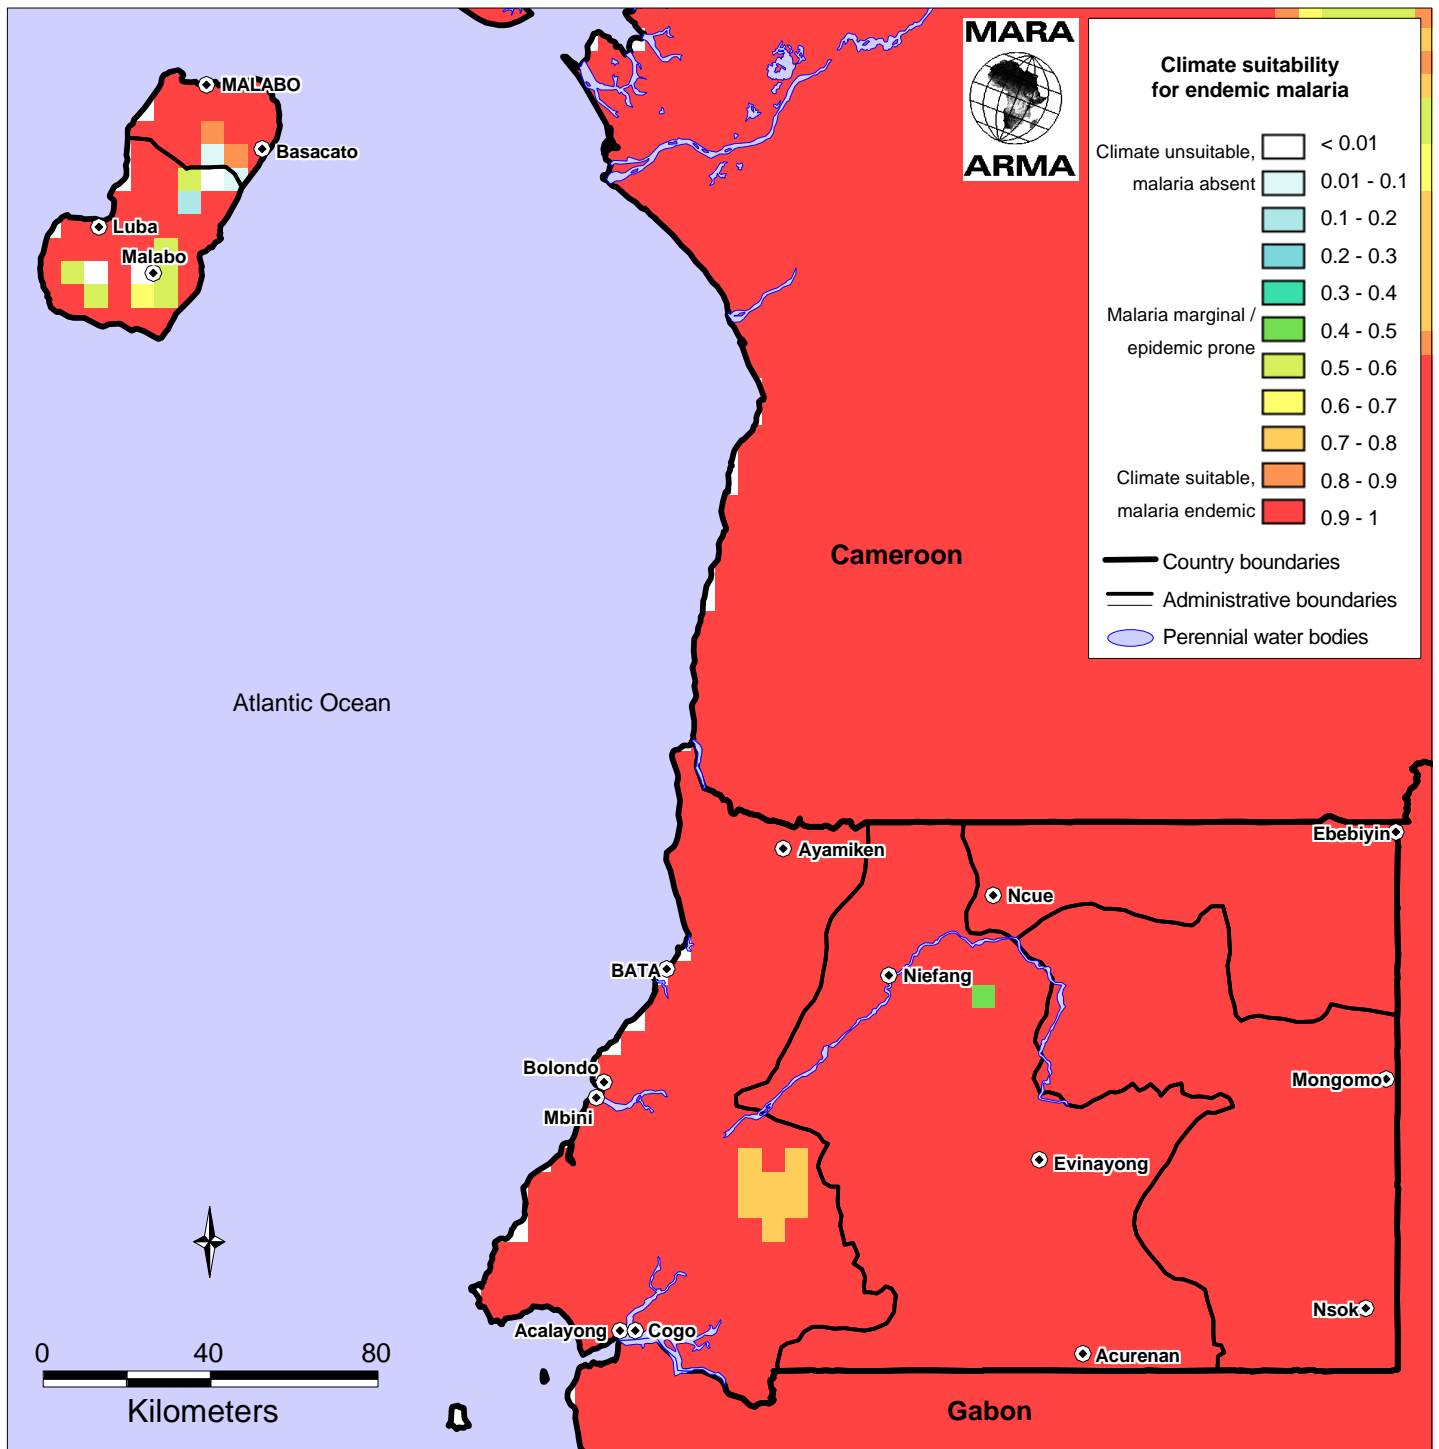 MARA
ARMA
Climate suitability
for endemic malaria
Climate unsuitable,
malaria absent
Malaria marginal /
epidemic prone
Climate suitable,
malaria endemic
< 0.01
0.01 - 0.1
0.1 - 0.2
0.2 - 0.3
0.3 - 0.4
0.4 - 0.5
0.5 - 0.6
0.6 - 0.7
0.7 - 0.8
0.8 - 0.9
0.9 - 1
Country boundaries
Administrative boundaries
Perennial water bodies
MALABO
Basacato
Luba
Malabo
Cameroon
Atlantic Ocean
Ebebiyin
Ayamiken
Ncue
BATA
Niefang
Bolondo
Mbini
Mongomo
Evinayong
Nsok
Acalayong
Cogo
Acurenan
Gabon
0 40 80
Kilometers